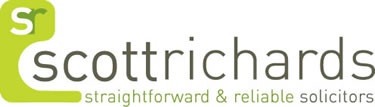 sr
scottrichards
straightforward & reliable solicitors